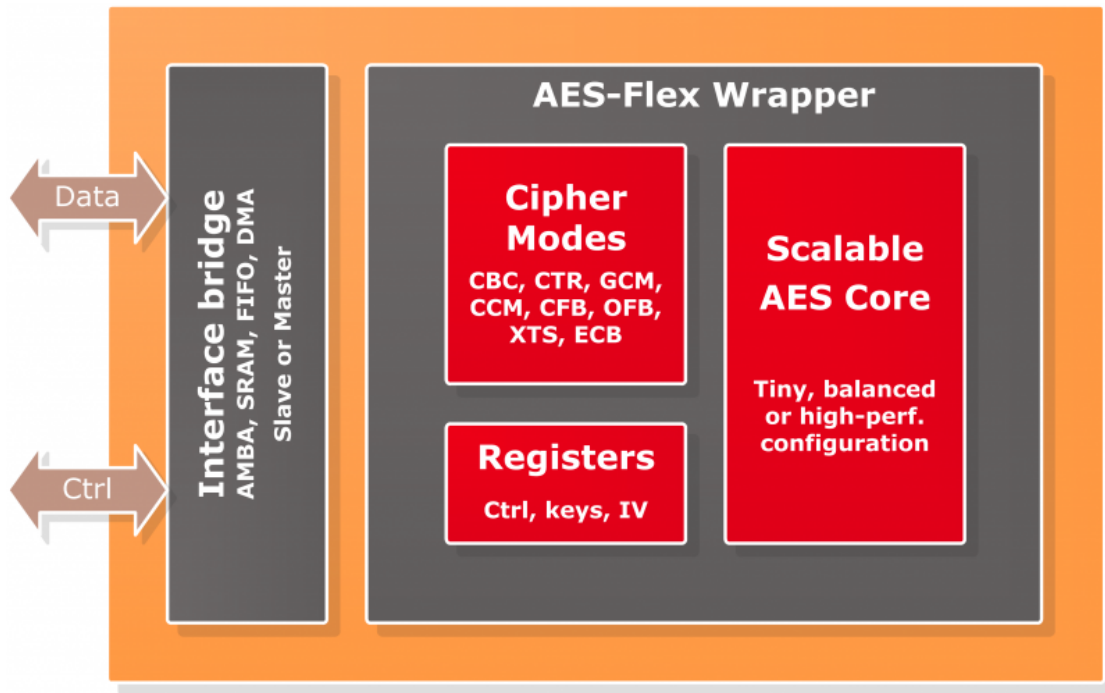 Data
Ctrl
Interface bridge
AMBA, SRAM, FIFO, DMA
Slave or Master
AES-Flex Wrapper
Cipher
Modes
CBC, CTR, GCM,
CCM, CFB, OFB,
XTS, ECB
Registers
Ctrl, keys, IV
Scalable
AES Core
Tiny, balanced
or high-perf.
configuration